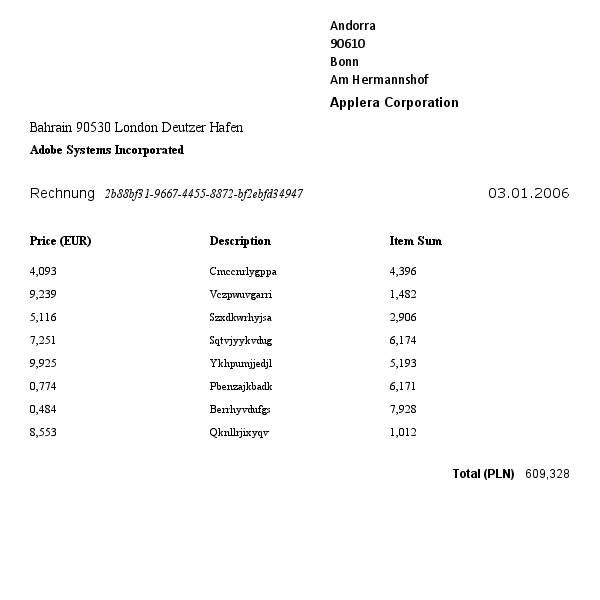 Andorra
90610
Bonn
Am Hermannshof
Applera Corporation
Bahrain 90530 London Deutzer Hafen
Adobe Systems Incorporated
Rechnung 2b88bf31-9667-4455-8872-bf2ebfd34947 03.01.2006
Price (EUR) Description Item Sum
4,093 Cmccnrlygppa 4,396
9,239 Vczpwuvgarri 1,482
5,116 Szxdkwrhyjsa 2,906
7,251 Sqtvjyykvdug 6,174
9,925 Ykhpumjjedjl 5,193
0,774 Pbenzajkbadk 6,171
0,484 Berrhyvdufgs 7,928
8,553 Qknllrjixyqv 1,012
Total (PLN) 609,328